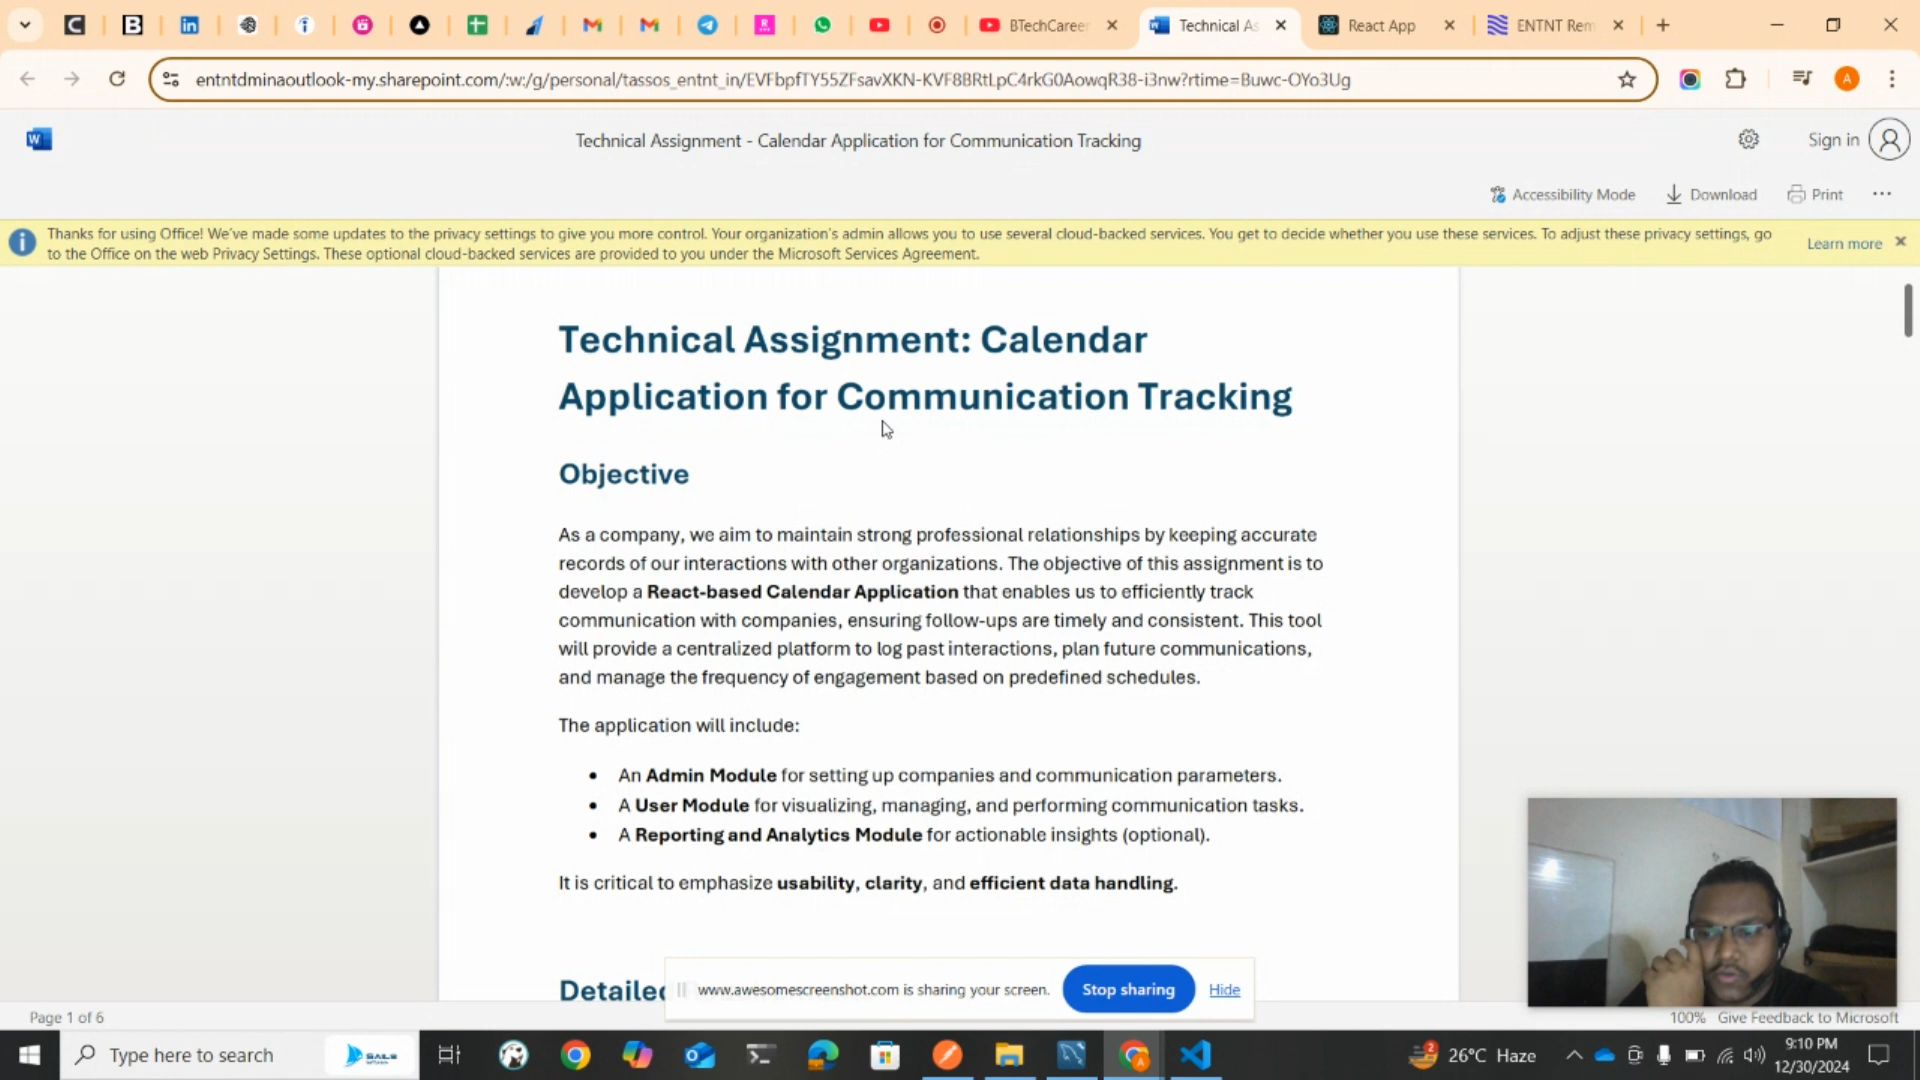 BTechCareer
Technical As
React App
ENTNT Rem
entntdminaoutlook-my.sharepoint.com/:w:/g/personal/tassos_entnt_in/EVFbpfTY55ZFsavXKN-KVF8BRtLpC4rkG0AowqR38-i3nw?rtime=Buwc-OYo3Ug
A
Technical Assignment - Calendar Application for Communication Tracking
Sign in
Accessibility Mode
Download
Print
Thanks for using Office! We've made some updates to the privacy settings to give you more control. Your organization's admin allows you to use several cloud-backed services. You get to decide whether you use these services. To adjust these privacy settings, go
to the Office on the web Privacy Settings. These optional cloud-backed services are provided to you under the Microsoft Services Agreement.
Learn more
Technical Assignment: Calendar
Application for Communication Tracking
Objective
As a company, we aim to maintain strong professional relationships by keeping accurate
records of our interactions with other organizations. The objective of this assignment is to
develop a React-based Calendar Application that enables us to efficiently track
communication with companies, ensuring follow-ups are timely and consistent. This tool
will provide a centralized platform to log past interactions, plan future communications,
and manage the frequency of engagement based on predefined schedules.
The application will include:
• An Admin Module for setting up companies and communication parameters.
• A User Module for visualizing, managing, and performing communication tasks.
• A Reporting and Analytics Module for actionable insights (optional).
It is critical to emphasize usability, clarity, and efficient data handling.
Detailed
www.awesomescreenshot.com is sharing your screen.
Stop sharing
Hide
Page 1 of 6
100%
Give Feedback to Microsoft
Type here to search
26°C Haze
9:10 PM
12/30/2024